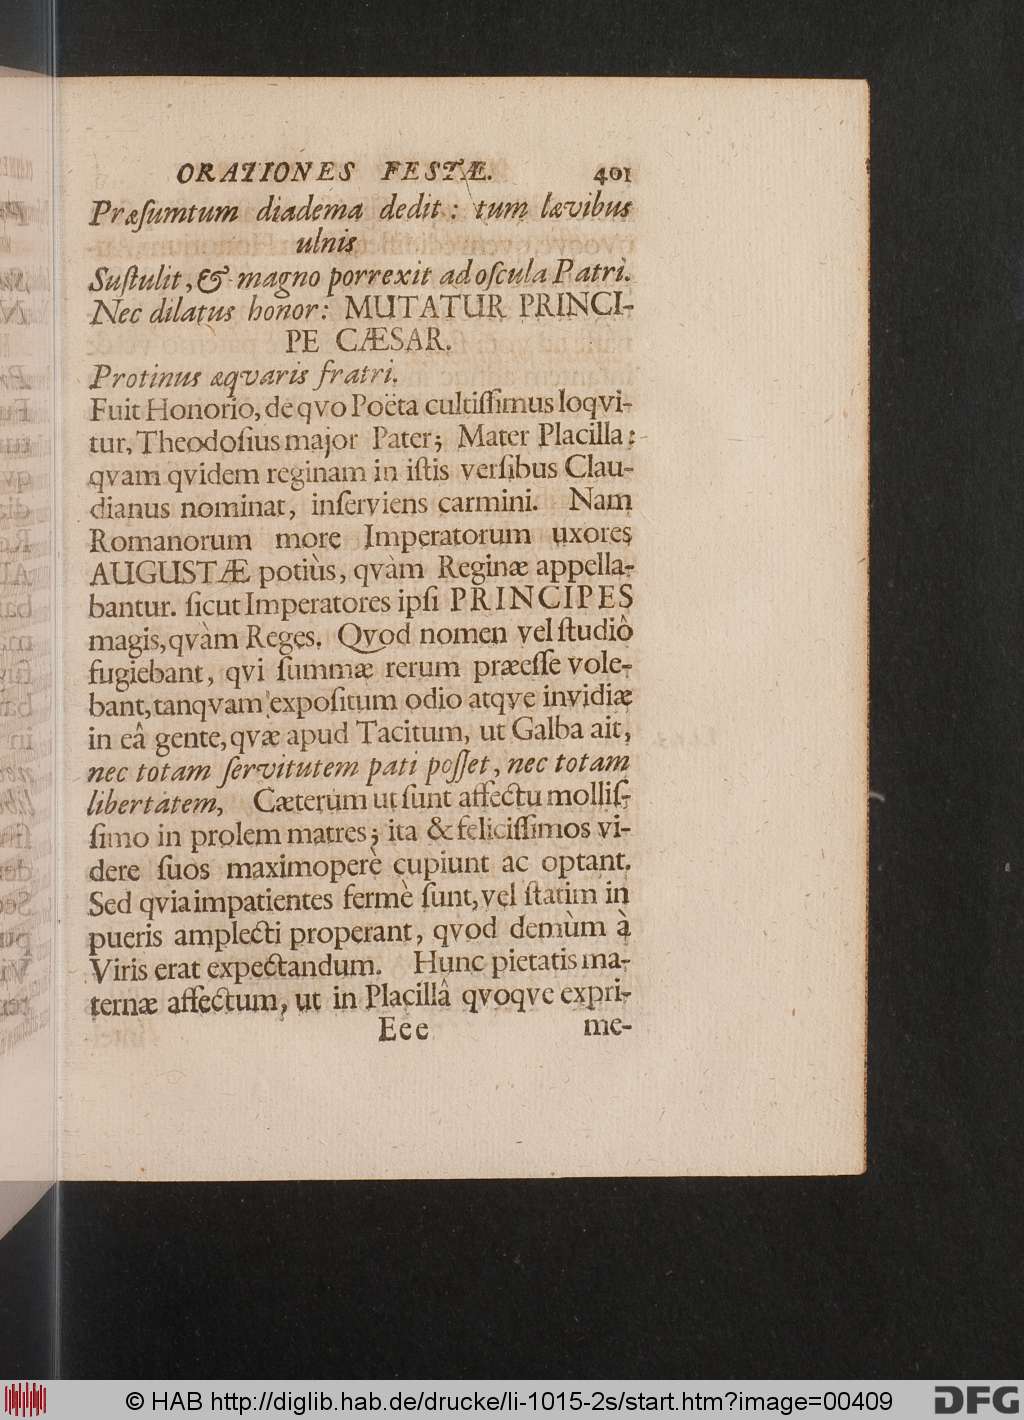 ORATIONES FESTÆ. 401
Præsumtum diadema dedit: tum lævibus
ulnis
Suſtulit, & magno porrexit ad oſcula Patri.
Nec dilatus honor: MUTATUR PRINCI-
PE CÆSAR.
Protinus æqvaris fratri.
Fuit Honorio, de qvo Poëta cultiſſimus loqvi-
tur, Theodoſius major Pater; Mater Placilla:
qvam qvidem reginam in iſtis verſibus Clau-
dianus nominat, inſerviens carmini. Nam
Romanorum more Imperatorum uxores
AUGUSTÆ potiùs, qvàm Reginæ appella-
bantur. ſicut Imperatores ipſi PRINCIPES
magis, qvàm Reges. Qvod nomen vel ſtudiò
fugiebant, qvi ſummæ rerum præeſſe vole-
bant, tanqvam expoſitum odio atqve invidiæ
in eâ gente, qvæ apud Tacitum, ut Galba ait,
nec totam ſervitutem pati poſſet, nec totam
libertatem, Cæterùm ut ſunt affectu molliſ-
ſimo in prolem matres; ita & feliciſſimos vi-
dere ſuos maximoperè cupiunt ac optant.
Sed qvia impatientes fermè ſunt, vel ſtatim in
pueris amplecti properant, qvod demùm à
Viris erat expectandum. Hunc pietatis ma-
ternæ affectum, ut in Placillâ qvoqve expri-
Eee me-
© HAB http://diglib.hab.de/drucke/li-1015-2s/start.htm?image=00409 DFG